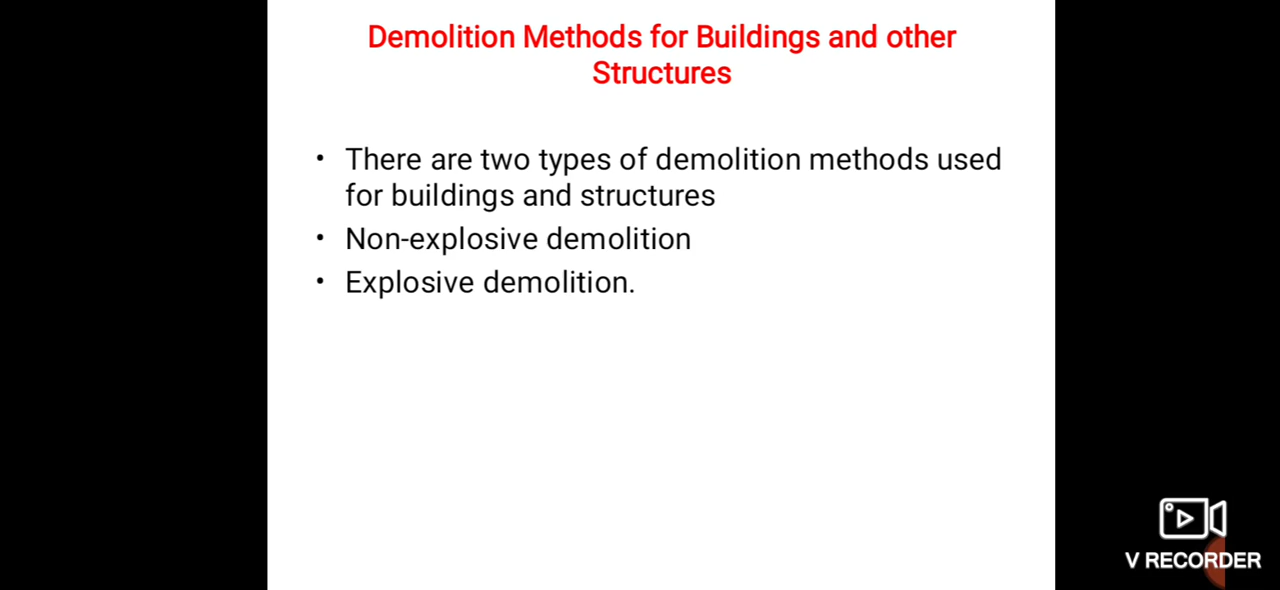 Demolition Methods for Buildings and other
Structures
• There are two types of demolition methods used
for buildings and structures
• Non-explosive demolition
• Explosive demolition.
V RECORDER